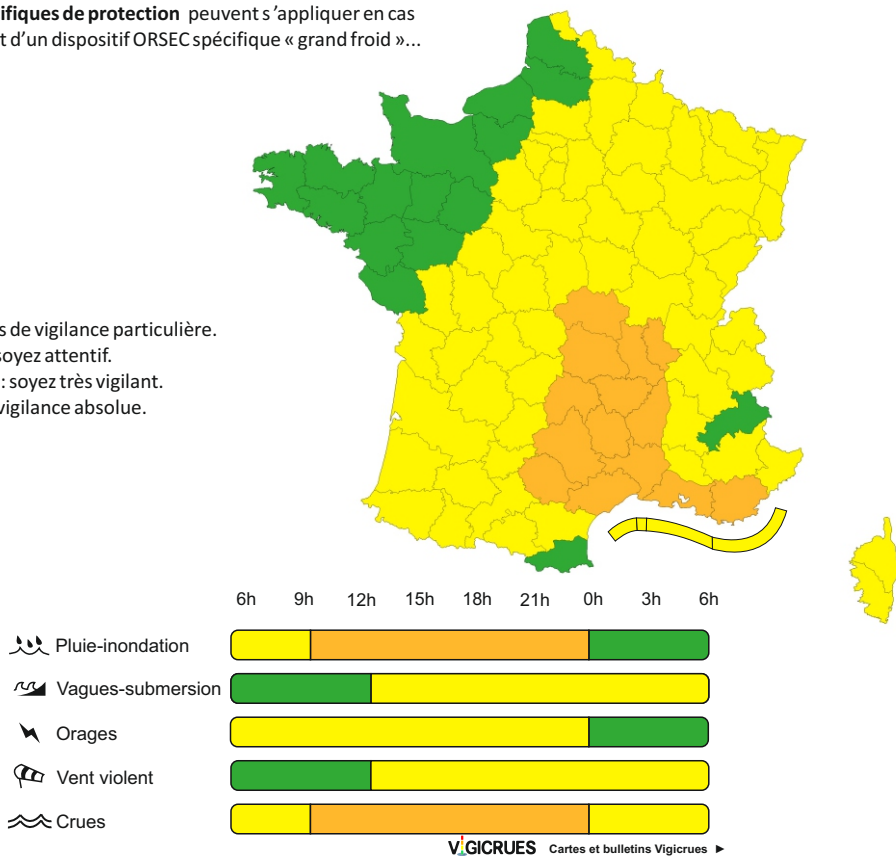 ifiques de protection peuvent s'appliquer en cas
t d'un dispositif ORSEC spécifique « grand froid »...
s de vigilance particulière.
soyez attentif.
: soyez très vigilant.
vigilance absolue.
6h 9h 12h 15h 18h 21h 0h 3h 6h
Pluie-inondation
Vagues-submersion
Orages
Vent violent
Crues
VIGICRUES Cartes et bulletins Vigicrues ►